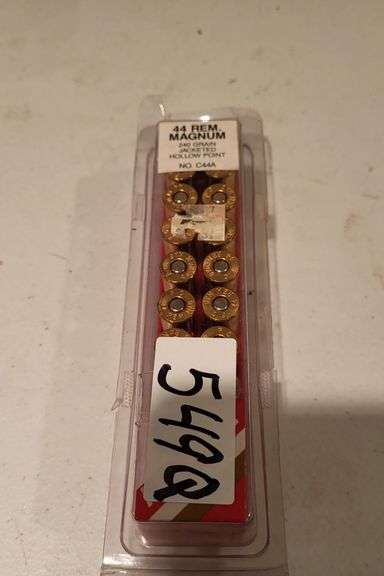 44 REM.
MAGNUM
240 GRAIN
JACKETED
HOLLOW POINT
NO. C44A
549Q